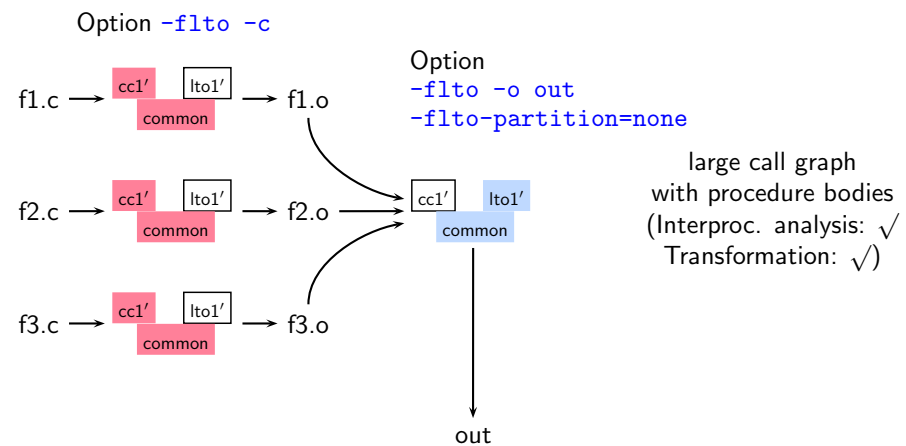 Option -flto -c
Option
-flto -o out
-flto-partition=none
f1.c
cc1′
lto1′
common
f1.o
f2.c
cc1′
lto1′
common
f2.o
cc1′
lto1′
common
large call graph
with procedure bodies
(Interproc. analysis: √
Transformation: √)
f3.c
cc1′
lto1′
common
f3.o
out